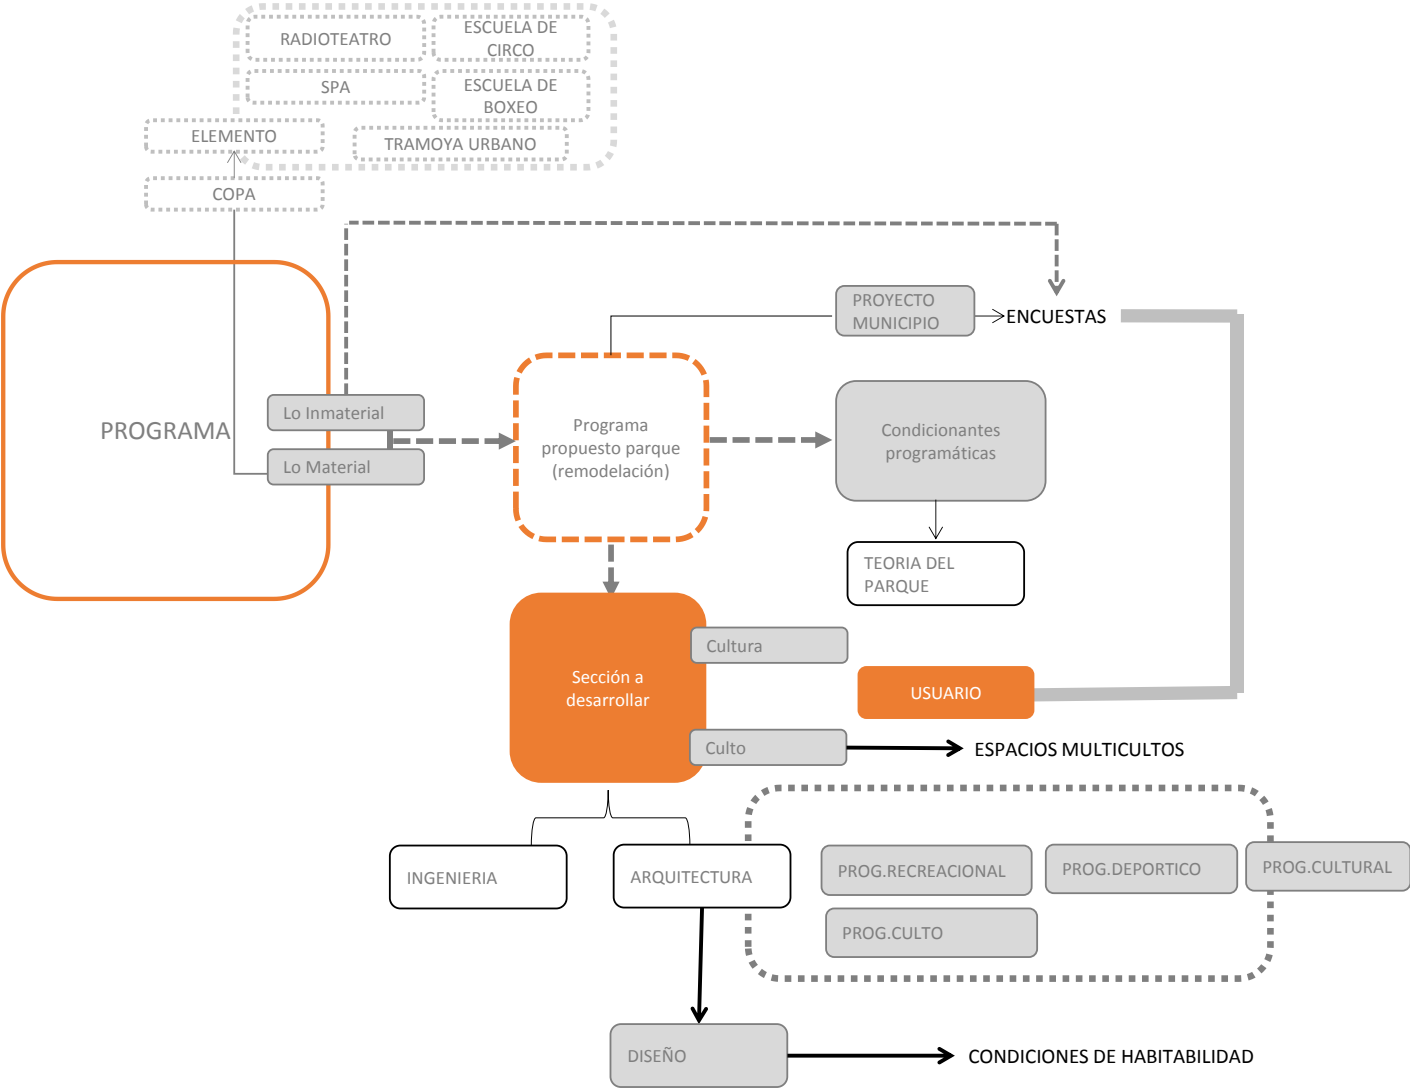 RADIOTEATRO
ESCUELA DE
CIRCO
SPA
ESCUELA DE
BOXEO
ELEMENTO
TRAMOYA URBANO
COPA
PROYECTO
MUNICIPIO
ENCUESTAS
PROGRAMA
Lo Inmaterial
Lo Material
Programa
propuesto parque
(remodelación)
Condicionantes
programáticas
TEORIA DEL
PARQUE
Sección a
desarrollar
Cultura
USUARIO
Culto
ESPACIOS MULTICULTOS
INGENIERIA
ARQUITECTURA
PROG.RECREACIONAL
PROG.DEPORTICO
PROG.CULTURAL
PROG.CULTO
DISEÑO
CONDICIONES DE HABITABILIDAD